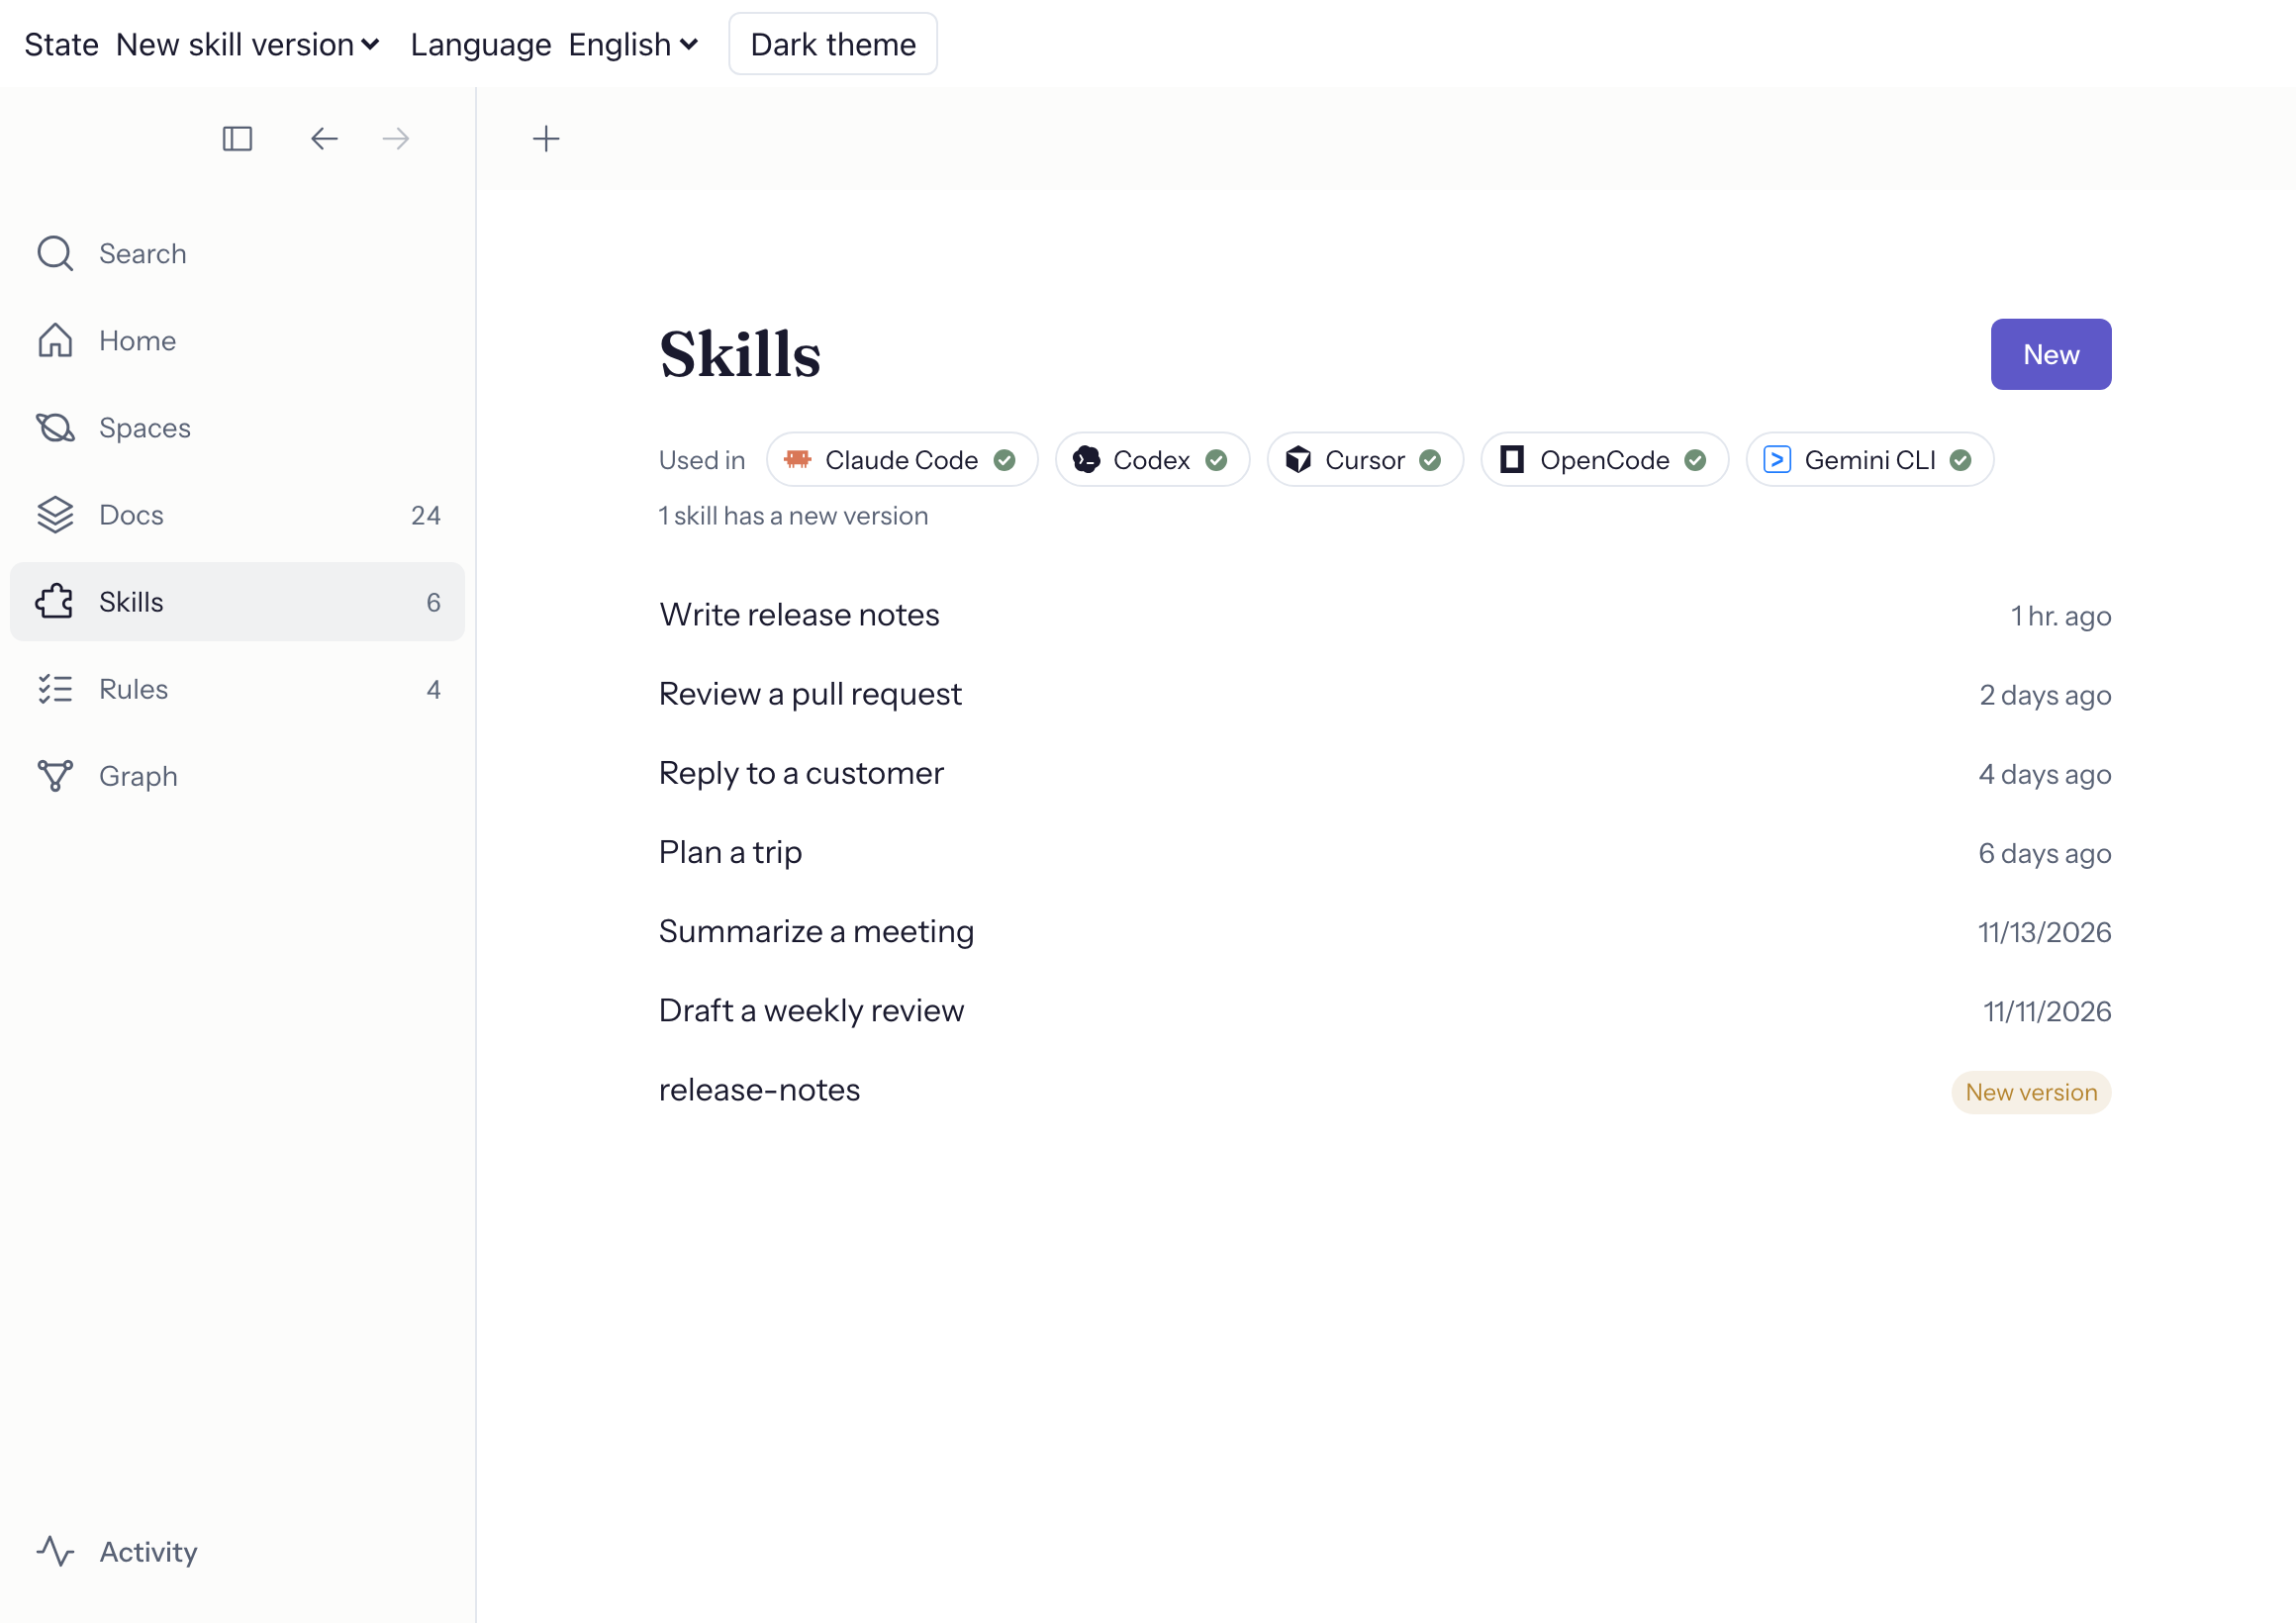 State New skill version Language English Dark theme
Search
Home
Spaces
Docs 24
Skills 6
Rules 4
Graph
Activity
Skills New
Used in Claude Code Codex Cursor OpenCode Gemini CLI
1 skill has a new version
Write release notes 1 hr. ago
Review a pull request 2 days ago
Reply to a customer 4 days ago
Plan a trip 6 days ago
Summarize a meeting 11/13/2026
Draft a weekly review 11/11/2026
release-notes New version